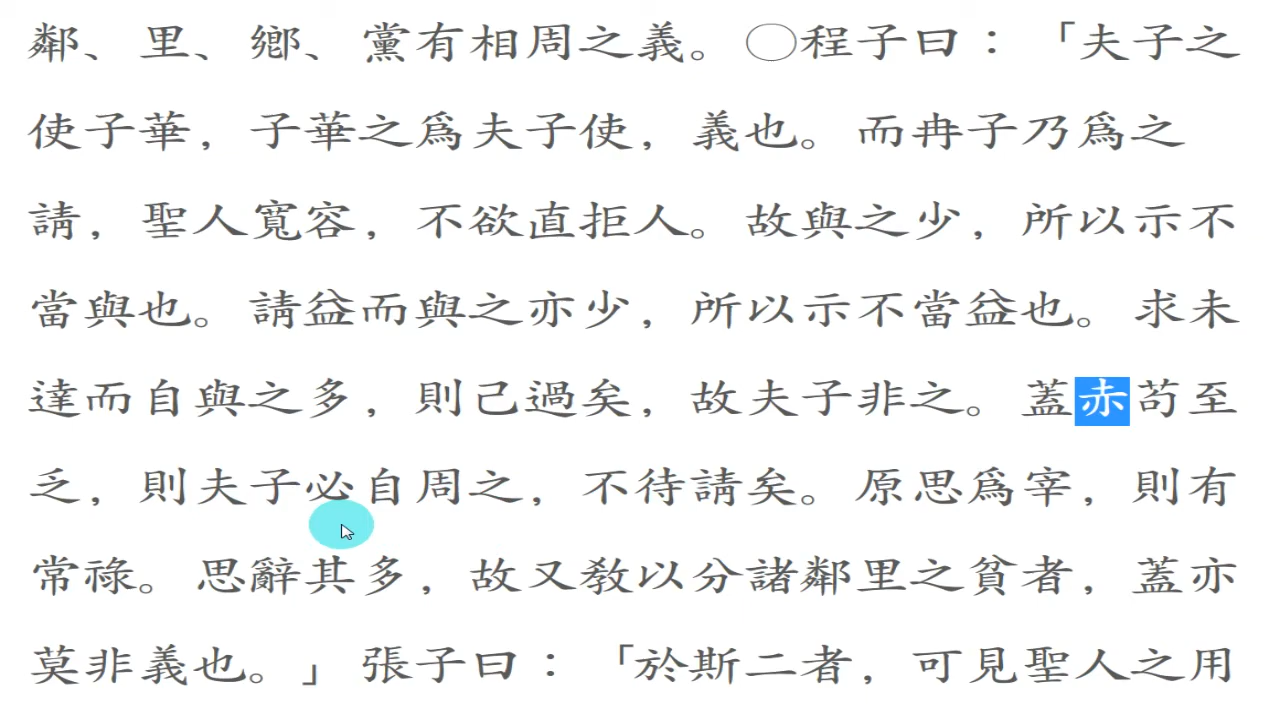 鄰、里、鄉、黨有相周之義。◯程子曰：「夫子之
使子華，子華之爲夫子使，義也。而冉子乃爲之
請，聖人寬容，不欲直拒人。故與之少，所以示不
當與也。請益而與之亦少，所以示不當益也。求未
達而自與之多，則己過矣，故夫子非之。蓋赤苟至
乏，則夫子必自周之，不待請矣。原思爲宰，則有
常祿。思辭其多，故又敎以分諸鄰里之貧者，蓋亦
莫非義也。」張子曰：「於斯二者，可見聖人之用